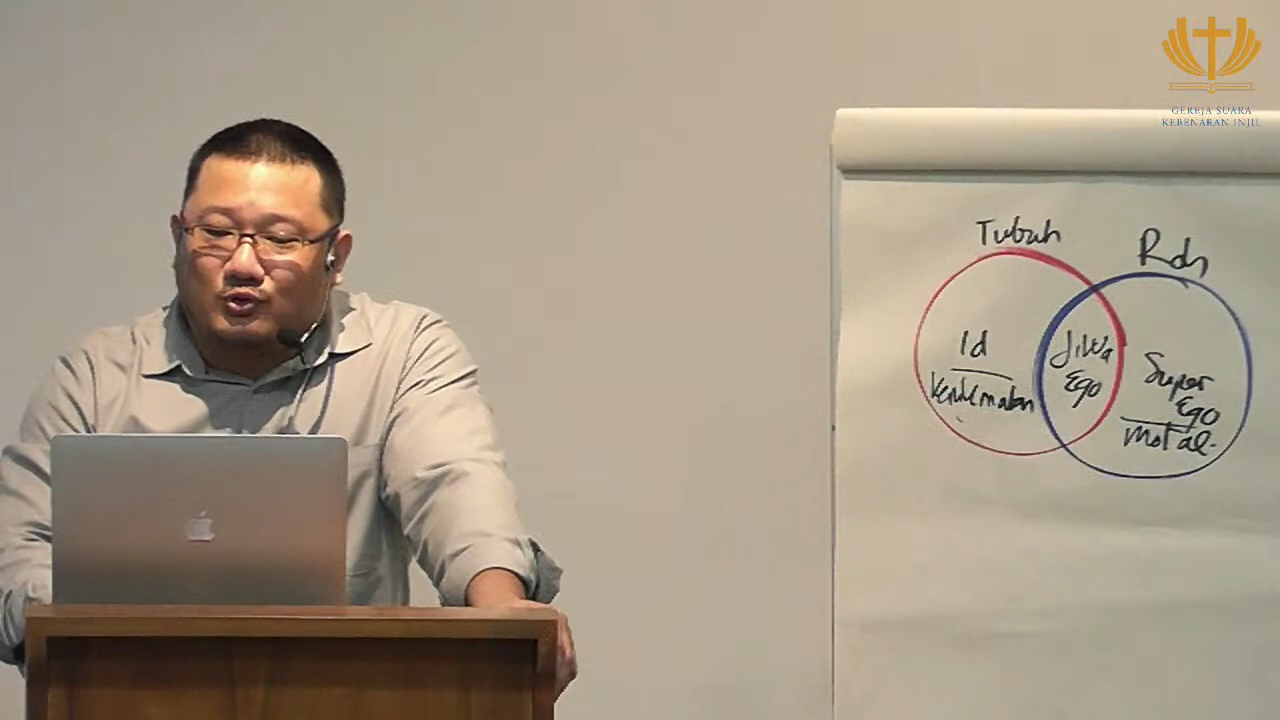 GEREJA SUARA
KEBENARAN INJIL
Tubuh
Roh
Id
Kenikmatan
Jiwa
Ego
Super
Ego
Moral